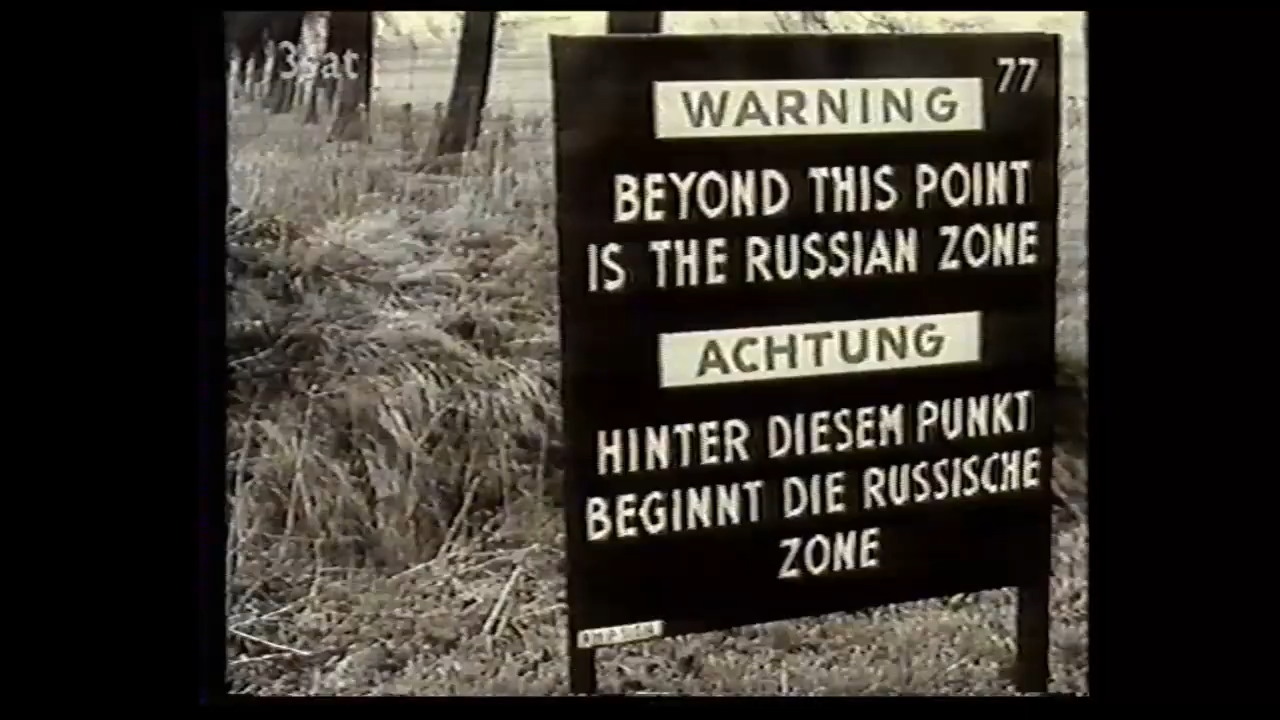 3sat
77
WARNING
BEYOND THIS POINT
IS THE RUSSIAN ZONE
ACHTUNG
HINTER DIESEM PUNKT
BEGINNT DIE RUSSISCHE
ZONE